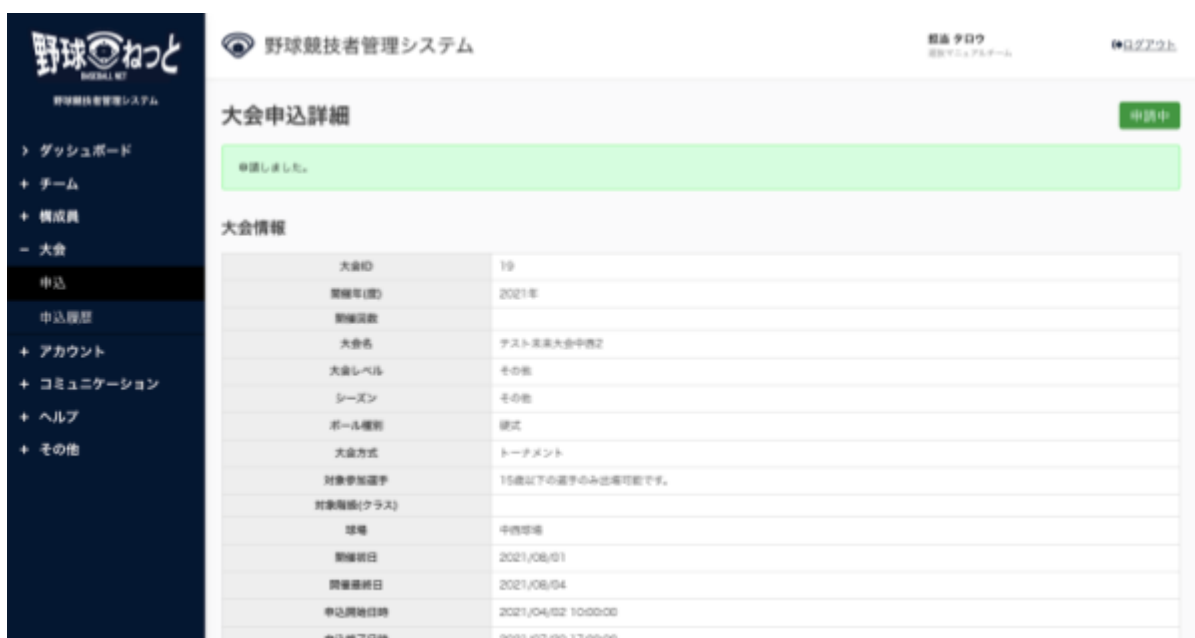 野球ねっと
BASEBALL NET
野球競技者管理システム
ダッシュボード
チーム
構成員
大会
申込
申込履歴
アカウント
コミュニケーション
ヘルプ
その他
野球競技者管理システム
担当 タロウ
ログアウト
大会申込詳細
申請中
申請しました。
大会情報
大会ID 19
開催年(度) 2021年
開催回数
大会名 テスト未来大会中西2
大会レベル その他
シーズン その他
ボール種別 硬式
大会方式 トーナメント
対象参加選手 15歳以下の選手のみ出場可能です。
対象階級(クラス)
球場 中西球場
開催初日 2021/08/01
開催最終日 2021/08/04
申込開始日時 2021/04/02 10:00:00